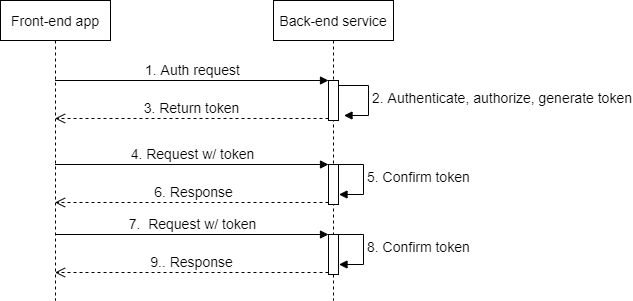 Front-end app
Back-end service
1. Auth request
2. Authenticate, authorize, generate token
3. Return token
4. Request w/ token
5. Confirm token
6. Response
7.  Request w/ token
8. Confirm token
9.. Response